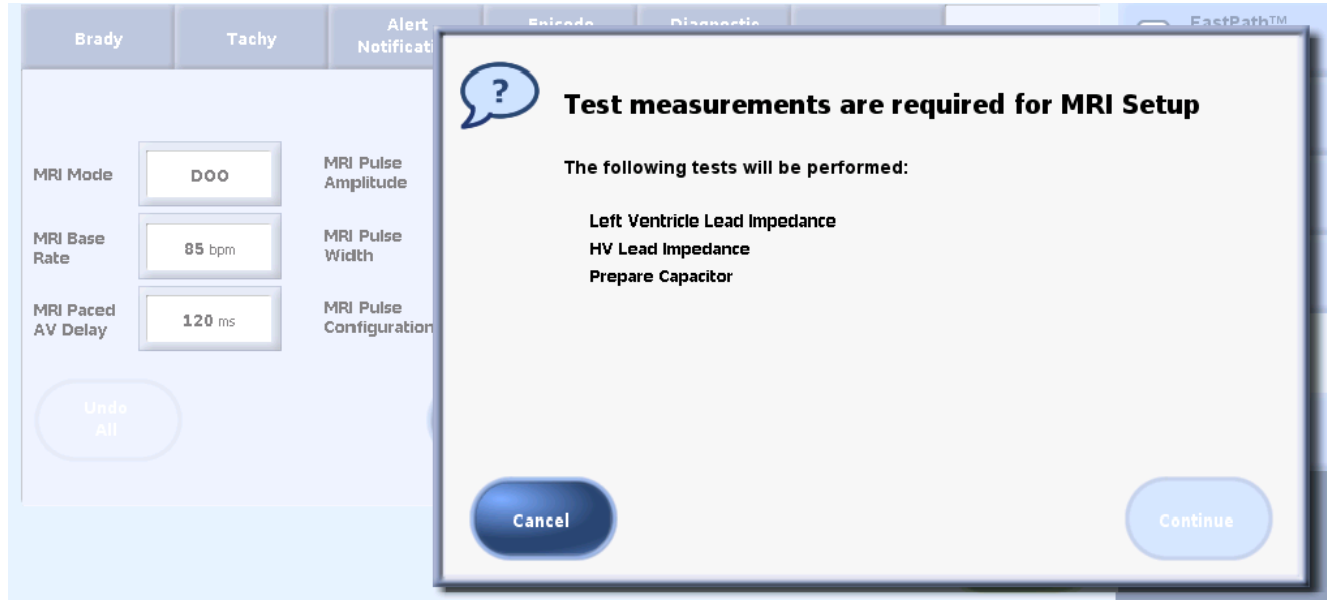 Brady
Tachy
Alert
Episode
Diagnostic
FastPath™
?
Test measurements are required for MRI Setup
The following tests will be performed:
Left Ventricle Lead Impedance
HV Lead Impedance
Prepare Capacitor
MRI Mode
DOO
MRI Pulse
Amplitude
MRI Base
Rate
85 bpm
MRI Pulse
Width
MRI Paced
AV Delay
120 ms
MRI Pulse
Configuration
Undo
All
Cancel
Continue